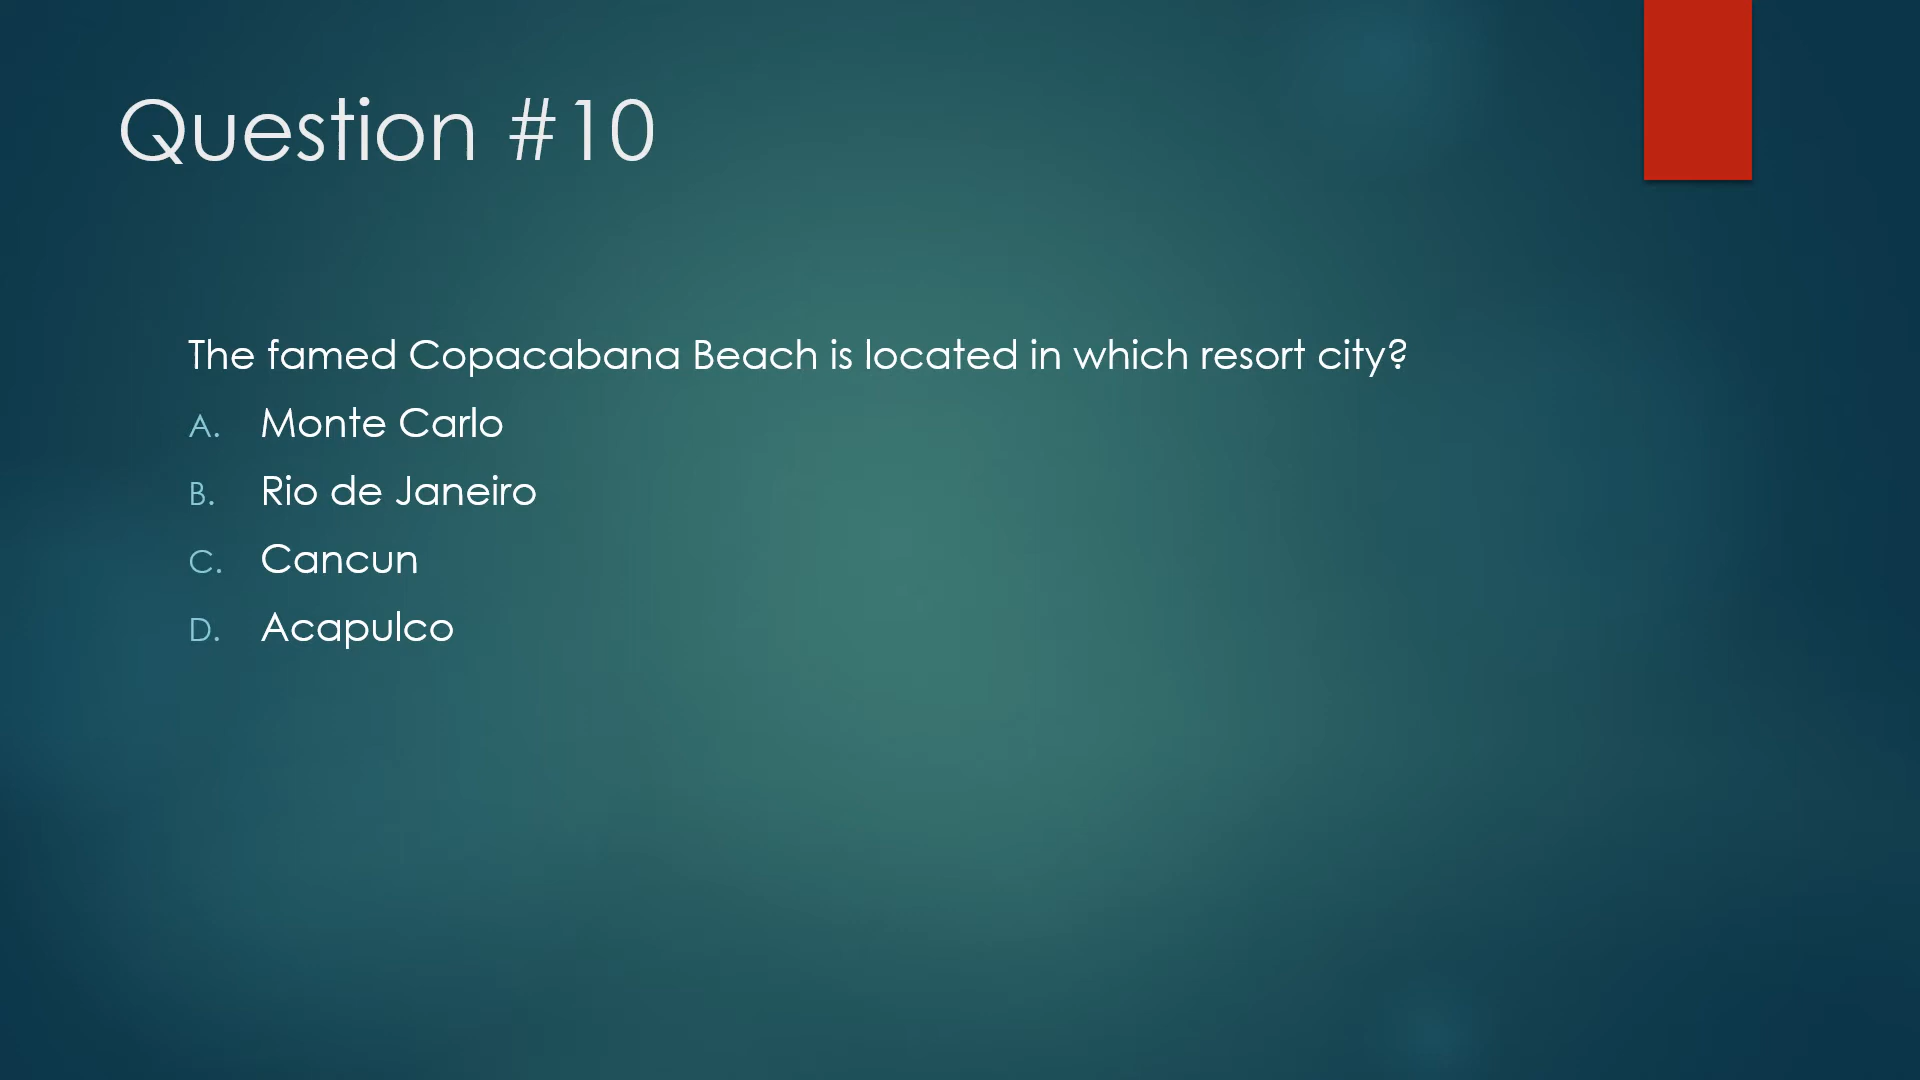 Question #10
The famed Copacabana Beach is located in which resort city?
A. Monte Carlo
B. Rio de Janeiro
C. Cancun
D. Acapulco